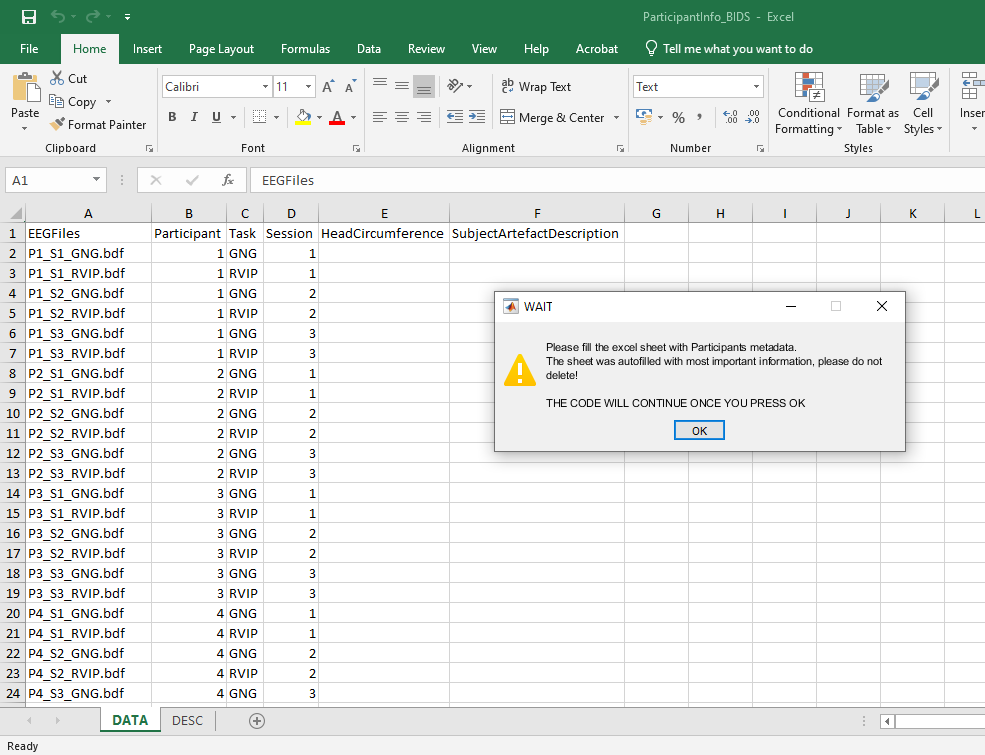 ParticipantInfo_BIDS - Excel
File Home Insert Page Layout Formulas Data Review View Help Acrobat Tell me what you want to do
Paste
Cut
Copy
Format Painter
Clipboard
Calibri 11 A A
B I U A
Font
Wrap Text
Merge & Center
Alignment
Text
% , .00 .0
Number
Conditional Formatting
Format as Table
Cell Styles
Styles
Inser
A1 fx EEGFiles
A B C D E F G H I J K L
1 EEGFiles Participant Task Session HeadCircumference SubjectArtefactDescription
2 P1_S1_GNG.bdf 1 GNG 1
3 P1_S1_RVIP.bdf 1 RVIP 1
4 P1_S2_GNG.bdf 1 GNG 2
5 P1_S2_RVIP.bdf 1 RVIP 2
6 P1_S3_GNG.bdf 1 GNG 3
7 P1_S3_RVIP.bdf 1 RVIP 3
8 P2_S1_GNG.bdf 2 GNG 1
9 P2_S1_RVIP.bdf 2 RVIP 1
10 P2_S2_GNG.bdf 2 GNG 2
11 P2_S2_RVIP.bdf 2 RVIP 2
12 P2_S3_GNG.bdf 2 GNG 3
13 P2_S3_RVIP.bdf 2 RVIP 3
14 P3_S1_GNG.bdf 3 GNG 1
15 P3_S1_RVIP.bdf 3 RVIP 1
16 P3_S2_GNG.bdf 3 GNG 2
17 P3_S2_RVIP.bdf 3 RVIP 2
18 P3_S3_GNG.bdf 3 GNG 3
19 P3_S3_RVIP.bdf 3 RVIP 3
20 P4_S1_GNG.bdf 4 GNG 1
21 P4_S1_RVIP.bdf 4 RVIP 1
22 P4_S2_GNG.bdf 4 GNG 2
23 P4_S2_RVIP.bdf 4 RVIP 2
24 P4_S3_GNG.bdf 4 GNG 3
WAIT
Please fill the excel sheet with Participants metadata.
The sheet was autofilled with most important information, please do not
delete!
THE CODE WILL CONTINUE ONCE YOU PRESS OK
OK
DATA DESC
Ready